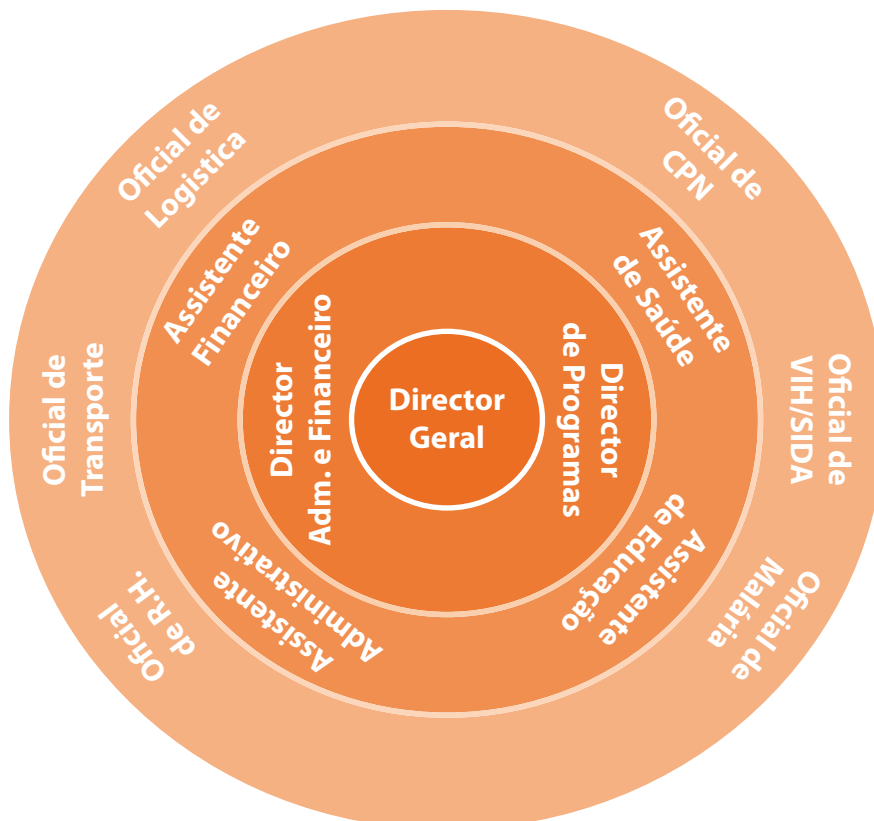 Oficial de
Logística
Oficial de
CPN
Assistente
Financeiro
Assistente
de Saúde
Director
Adm. e Financeiro
Director
Geral
Director
de Programas
Oficial de
Transporte
Oficial de
VIH/SIDA
Assistente
Administrativo
Assistente
de Educação
Oficial
de R.H.
Oficial de
Malária